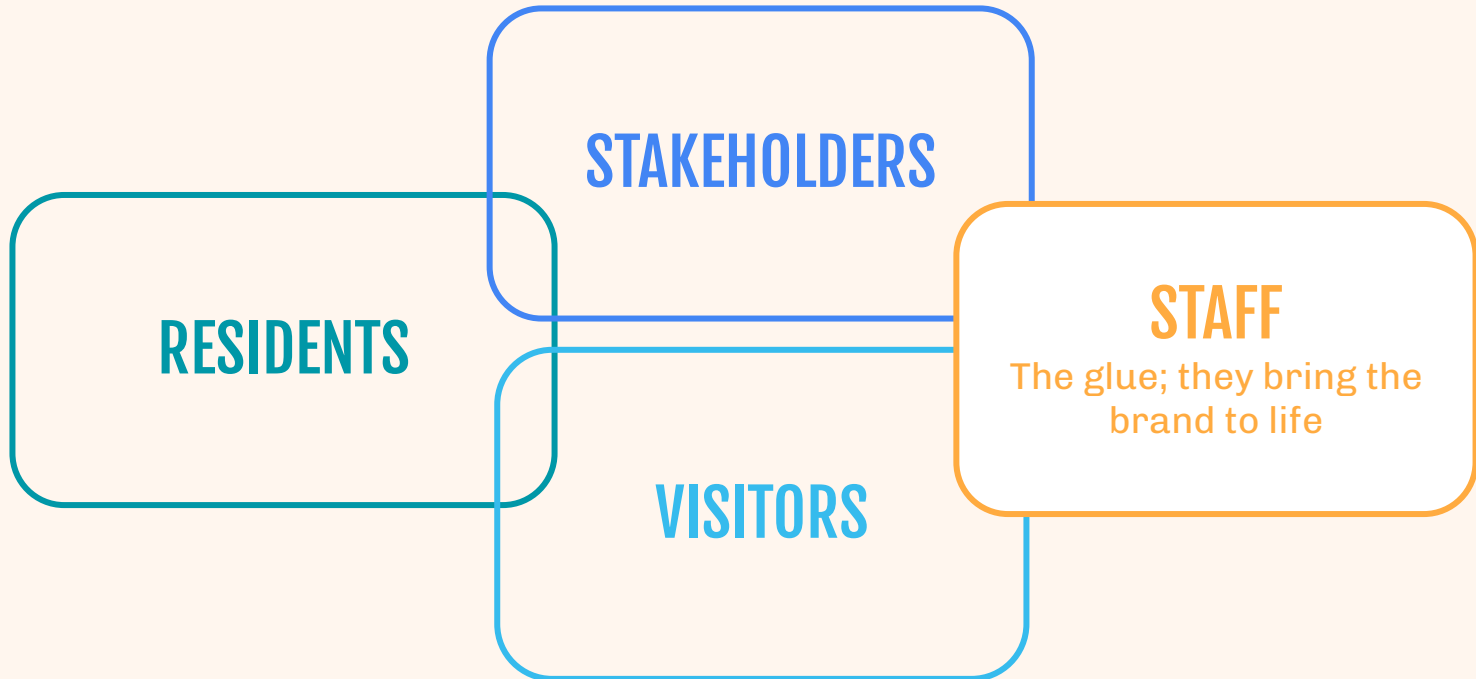 STAKEHOLDERS
RESIDENTS
STAFF
The glue; they bring the
brand to life
VISITORS